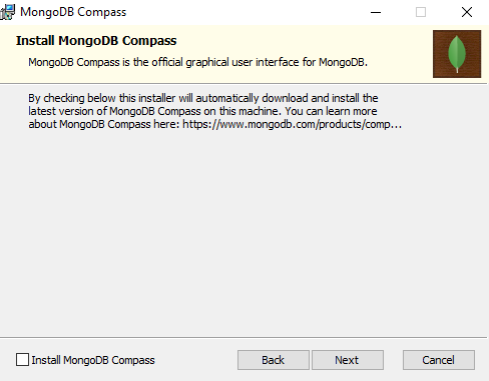 MongoDB Compass
Install MongoDB Compass
MongoDB Compass is the official graphical user interface for MongoDB.
By checking below this installer will automatically download and install the
latest version of MongoDB Compass on this machine. You can learn more
about MongoDB Compass here: https://www.mongodb.com/products/comp...
Install MongoDB Compass
Back
Next
Cancel